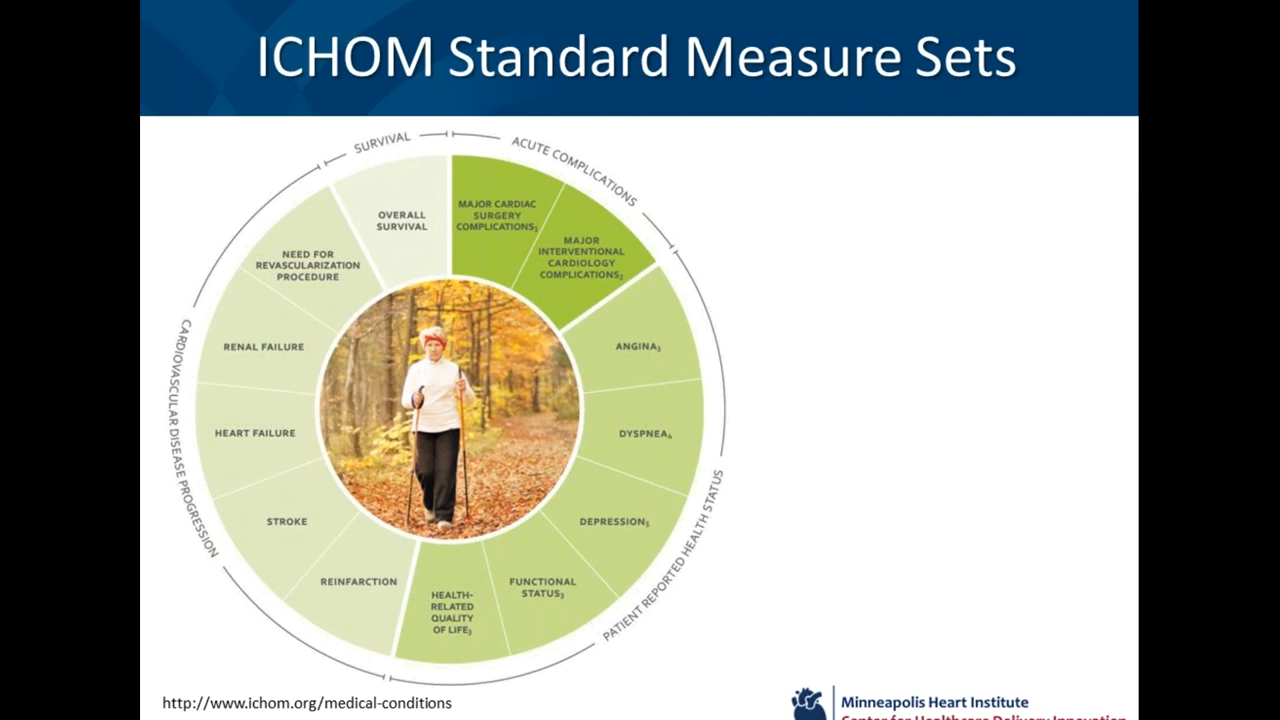 ICHOM Standard Measure Sets
SURVIVAL
ACUTE COMPLICATIONS
OVERALL
SURVIVAL
MAJOR CARDIAC
SURGERY
COMPLICATIONS₁
MAJOR
INTERVENTIONAL
CARDIOLOGY
COMPLICATIONS₂
ANGINA₃
DYSPNEA₄
DEPRESSION₅
FUNCTIONAL
STATUS₃
HEALTH-
RELATED
QUALITY
OF LIFE₃
PATIENT REPORTED HEALTH STATUS
REINFARCTION
STROKE
HEART FAILURE
RENAL FAILURE
NEED FOR
REVASCULARIZATION
PROCEDURE
CARDIOVASCULAR DISEASE PROGRESSION
http://www.ichom.org/medical-conditions
Minneapolis Heart Institute
Center for Healthcare Delivery Innovation